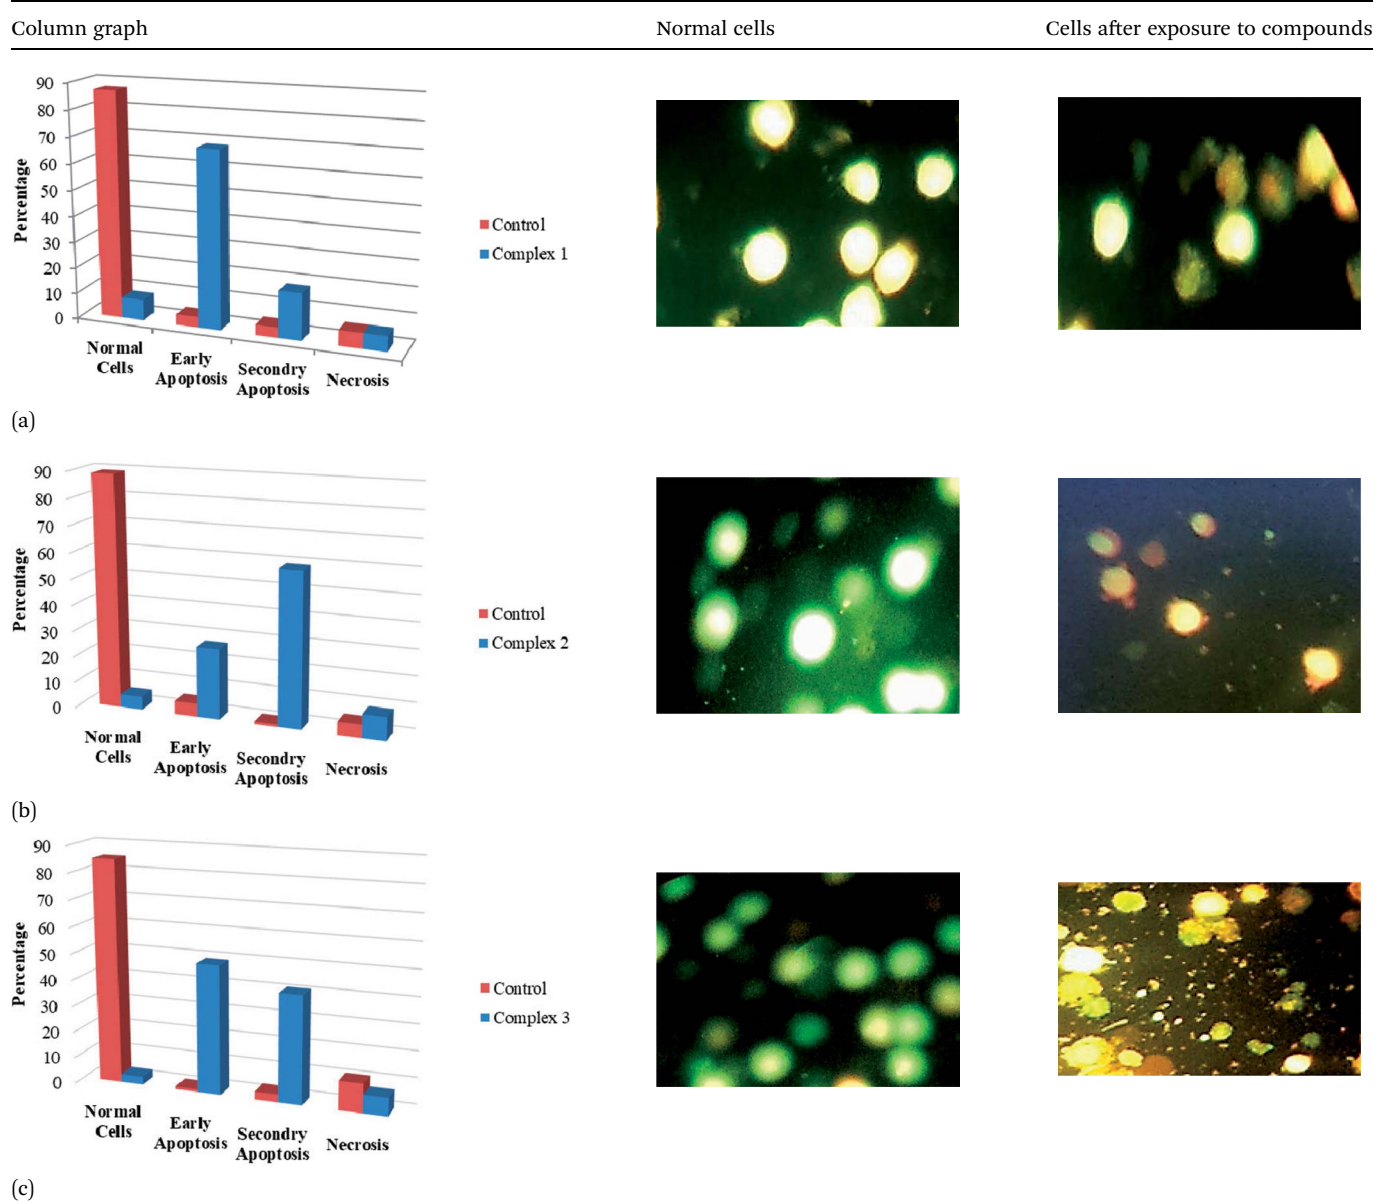 Column graph Normal cells Cells after exposure to compounds
90
80
70
60
50
40
30
20
10
0
Percentage
Normal Cells
Early Apoptosis
Secondry Apoptosis
Necrosis
Control
Complex 1
(a)
90
80
70
60
50
40
30
20
10
0
Percentage
Normal Cells
Early Apoptosis
Secondry Apoptosis
Necrosis
Control
Complex 2
(b)
90
80
70
60
50
40
30
20
10
0
Percentage
Normal Cells
Early Apoptosis
Secondry Apoptosis
Necrosis
Control
Complex 3
(c)